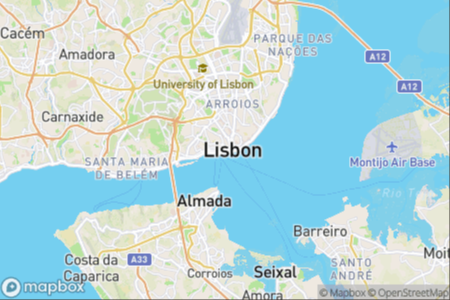 Cacém
Amadora
PARQUE DAS
NAÇÕES
A12
A12
University of Lisbon
ARROIOS
Carnaxide
Lisbon
Montijo Air Base
SANTA MARIA
DE BELÉM
Rio T
Almada
Barreiro
Costa da
Caparica
A33
Corroios
Seixal
SANTO
ANDRÉ
Moit
Amora
mapbox
© Mapbox © OpenStreetMap